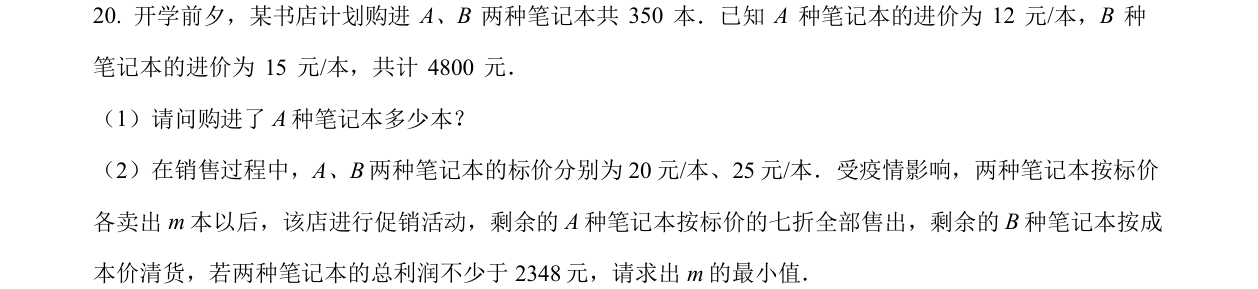 20. 开学前夕，某书店计划购进 A、B 两种笔记本共 350 本．已知 A 种笔记本的进价为 12 元/本，B 种
笔记本的进价为 15 元/本，共计 4800 元．
（1）请问购进了 A 种笔记本多少本？
（2）在销售过程中，A、B 两种笔记本的标价分别为 20 元/本、25 元/本．受疫情影响，两种笔记本按标价
各卖出 m 本以后，该店进行促销活动，剩余的 A 种笔记本按标价的七折全部售出，剩余的 B 种笔记本按成
本价清货，若两种笔记本的总利润不少于 2348 元，请求出 m 的最小值．